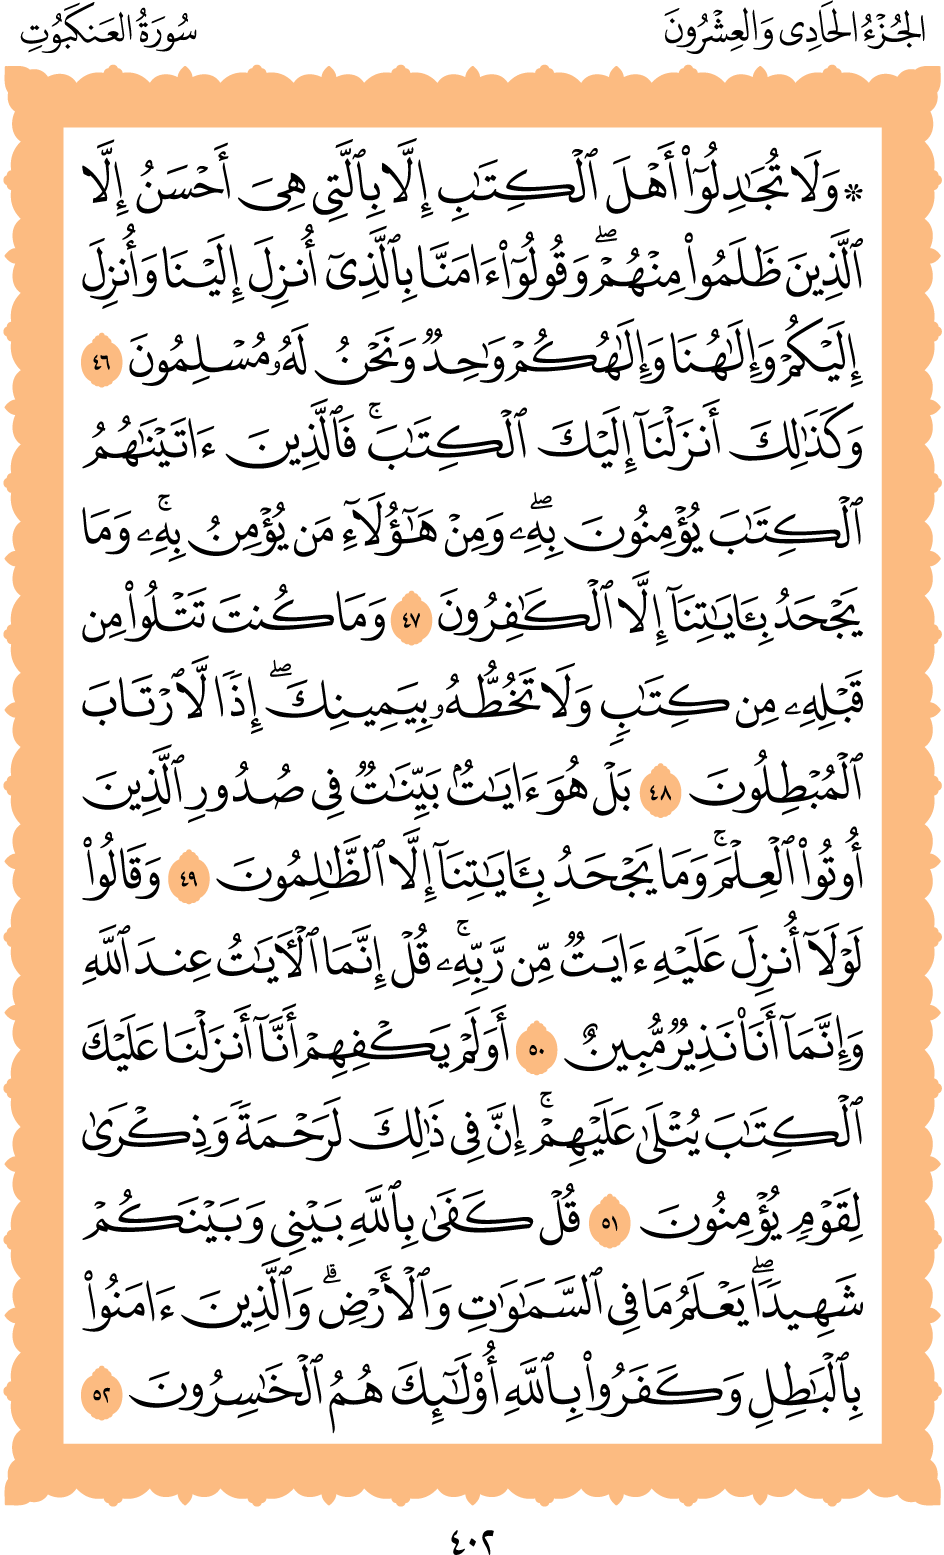 الجُزْءُ الحَادِي وَالعِشْرُونَ
سُورَةُ العَنكَبُوتِ
۞ وَلَا تُجَٰدِلُوٓا۟ أَهْلَ ٱلْكِتَٰبِ إِلَّا بِٱلَّتِى هِىَ أَحْسَنُ إِلَّا
ٱلَّذِينَ ظَلَمُوا۟ مِنْهُمْ ۖ وَقُولُوٓا۟ ءَامَنَّا بِٱلَّذِىٓ أُنزِلَ إِلَيْنَا وَأُنزِلَ
إِلَيْكُمْ وَإِلَٰهُنَا وَإِلَٰهُكُمْ وَٰحِدٌ وَنَحْنُ لَهُۥ مُسْلِمُونَ ٤٦
وَكَذَٰلِكَ أَنزَلْنَآ إِلَيْكَ ٱلْكِتَٰبَ ۚ فَٱلَّذِينَ ءَاتَيْنَٰهُمُ
ٱلْكِتَٰبَ يُؤْمِنُونَ بِهِۦ ۖ وَمِنْ هَٰٓؤُلَآءِ مَن يُؤْمِنُ بِهِۦ ۚ وَمَا
يَجْحَدُ بِـَٔايَٰتِنَآ إِلَّا ٱلْكَٰفِرُونَ ٤٧ وَمَا كُنتَ تَتْلُوا۟ مِن
قَبْلِهِۦ مِن كِتَٰبٍ وَلَا تَخُطُّهُۥ بِيَمِينِكَ ۖ إِذًا لَّٱرْتَابَ
ٱلْمُبْطِلُونَ ٤٨ بَلْ هُوَ ءَايَٰتٌۢ بَيِّنَٰتٌ فِى صُدُورِ ٱلَّذِينَ
أُوتُوا۟ ٱلْعِلْمَ ۚ وَمَا يَجْحَدُ بِـَٔايَٰتِنَآ إِلَّا ٱلظَّٰلِمُونَ ٤٩ وَقَالُوا۟
لَوْلَآ أُنزِلَ عَلَيْهِ ءَايَٰتٌ مِّن رَّبِّهِۦ ۚ قُلْ إِنَّمَا ٱلْـَٔايَٰتُ عِندَ ٱللَّهِ
وَإِنَّمَآ أَنَا۠ نَذِيرٌ مُّبِينٌ ٥٠ أَوَلَمْ يَكْفِهِمْ أَنَّآ أَنزَلْنَا عَلَيْكَ
ٱلْكِتَٰبَ يُتْلَىٰ عَلَيْهِمْ ۚ إِنَّ فِى ذَٰلِكَ لَرَحْمَةً وَذِكْرَىٰ
لِقَوْمٍ يُؤْمِنُونَ ٥١ قُلْ كَفَىٰ بِٱللَّهِ بَيْنِى وَبَيْنَكُمْ
شَهِيدًا ۖ يَعْلَمُ مَا فِى ٱلسَّمَٰوَٰتِ وَٱلْأَرْضِ ۗ وَٱلَّذِينَ ءَامَنُوا۟
بِٱلْبَٰطِلِ وَكَفَرُوا۟ بِٱللَّهِ أُو۟لَٰٓئِكَ هُمُ ٱلْخَٰسِرُونَ ٥٢
٤٠٢